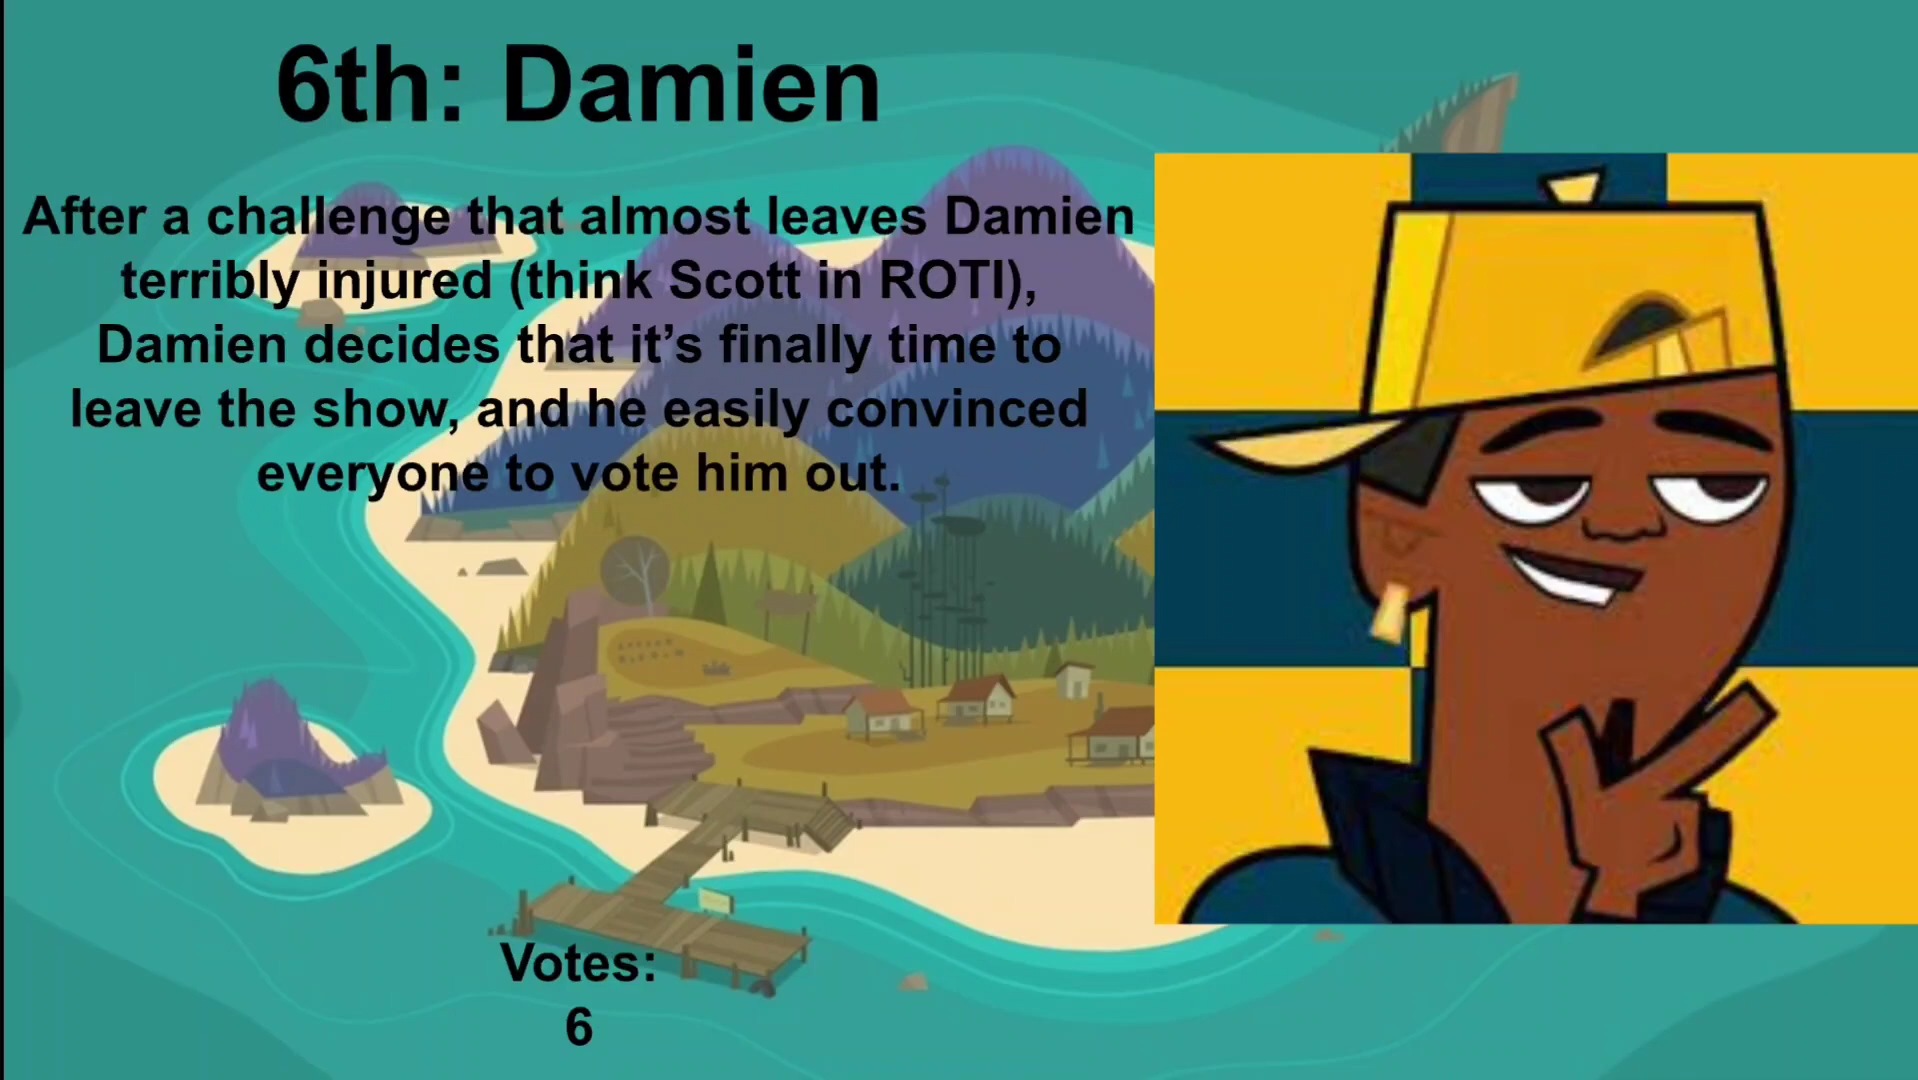 6th: Damien
After a challenge that almost leaves Damien
terribly injured (think Scott in ROTI),
Damien decides that it’s finally time to
leave the show, and he easily convinced
everyone to vote him out.
Votes:
6